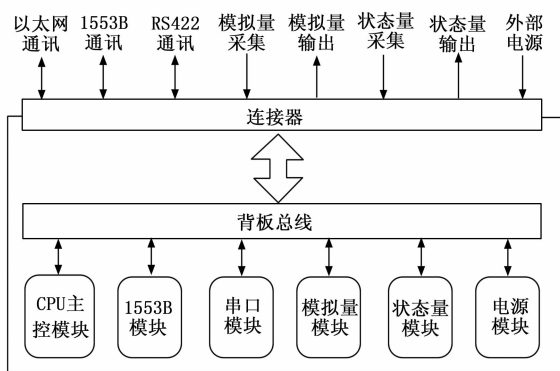 以太网 1553B RS422 模拟量 模拟量 状态量 状态量 外部
通讯 通讯 通讯 采集 输出 采集 输出 电源
连接器
背板总线
CPU主 1553B 串口 模拟量 状态量 电源
控模块 模块 模块 模块 模块 模块